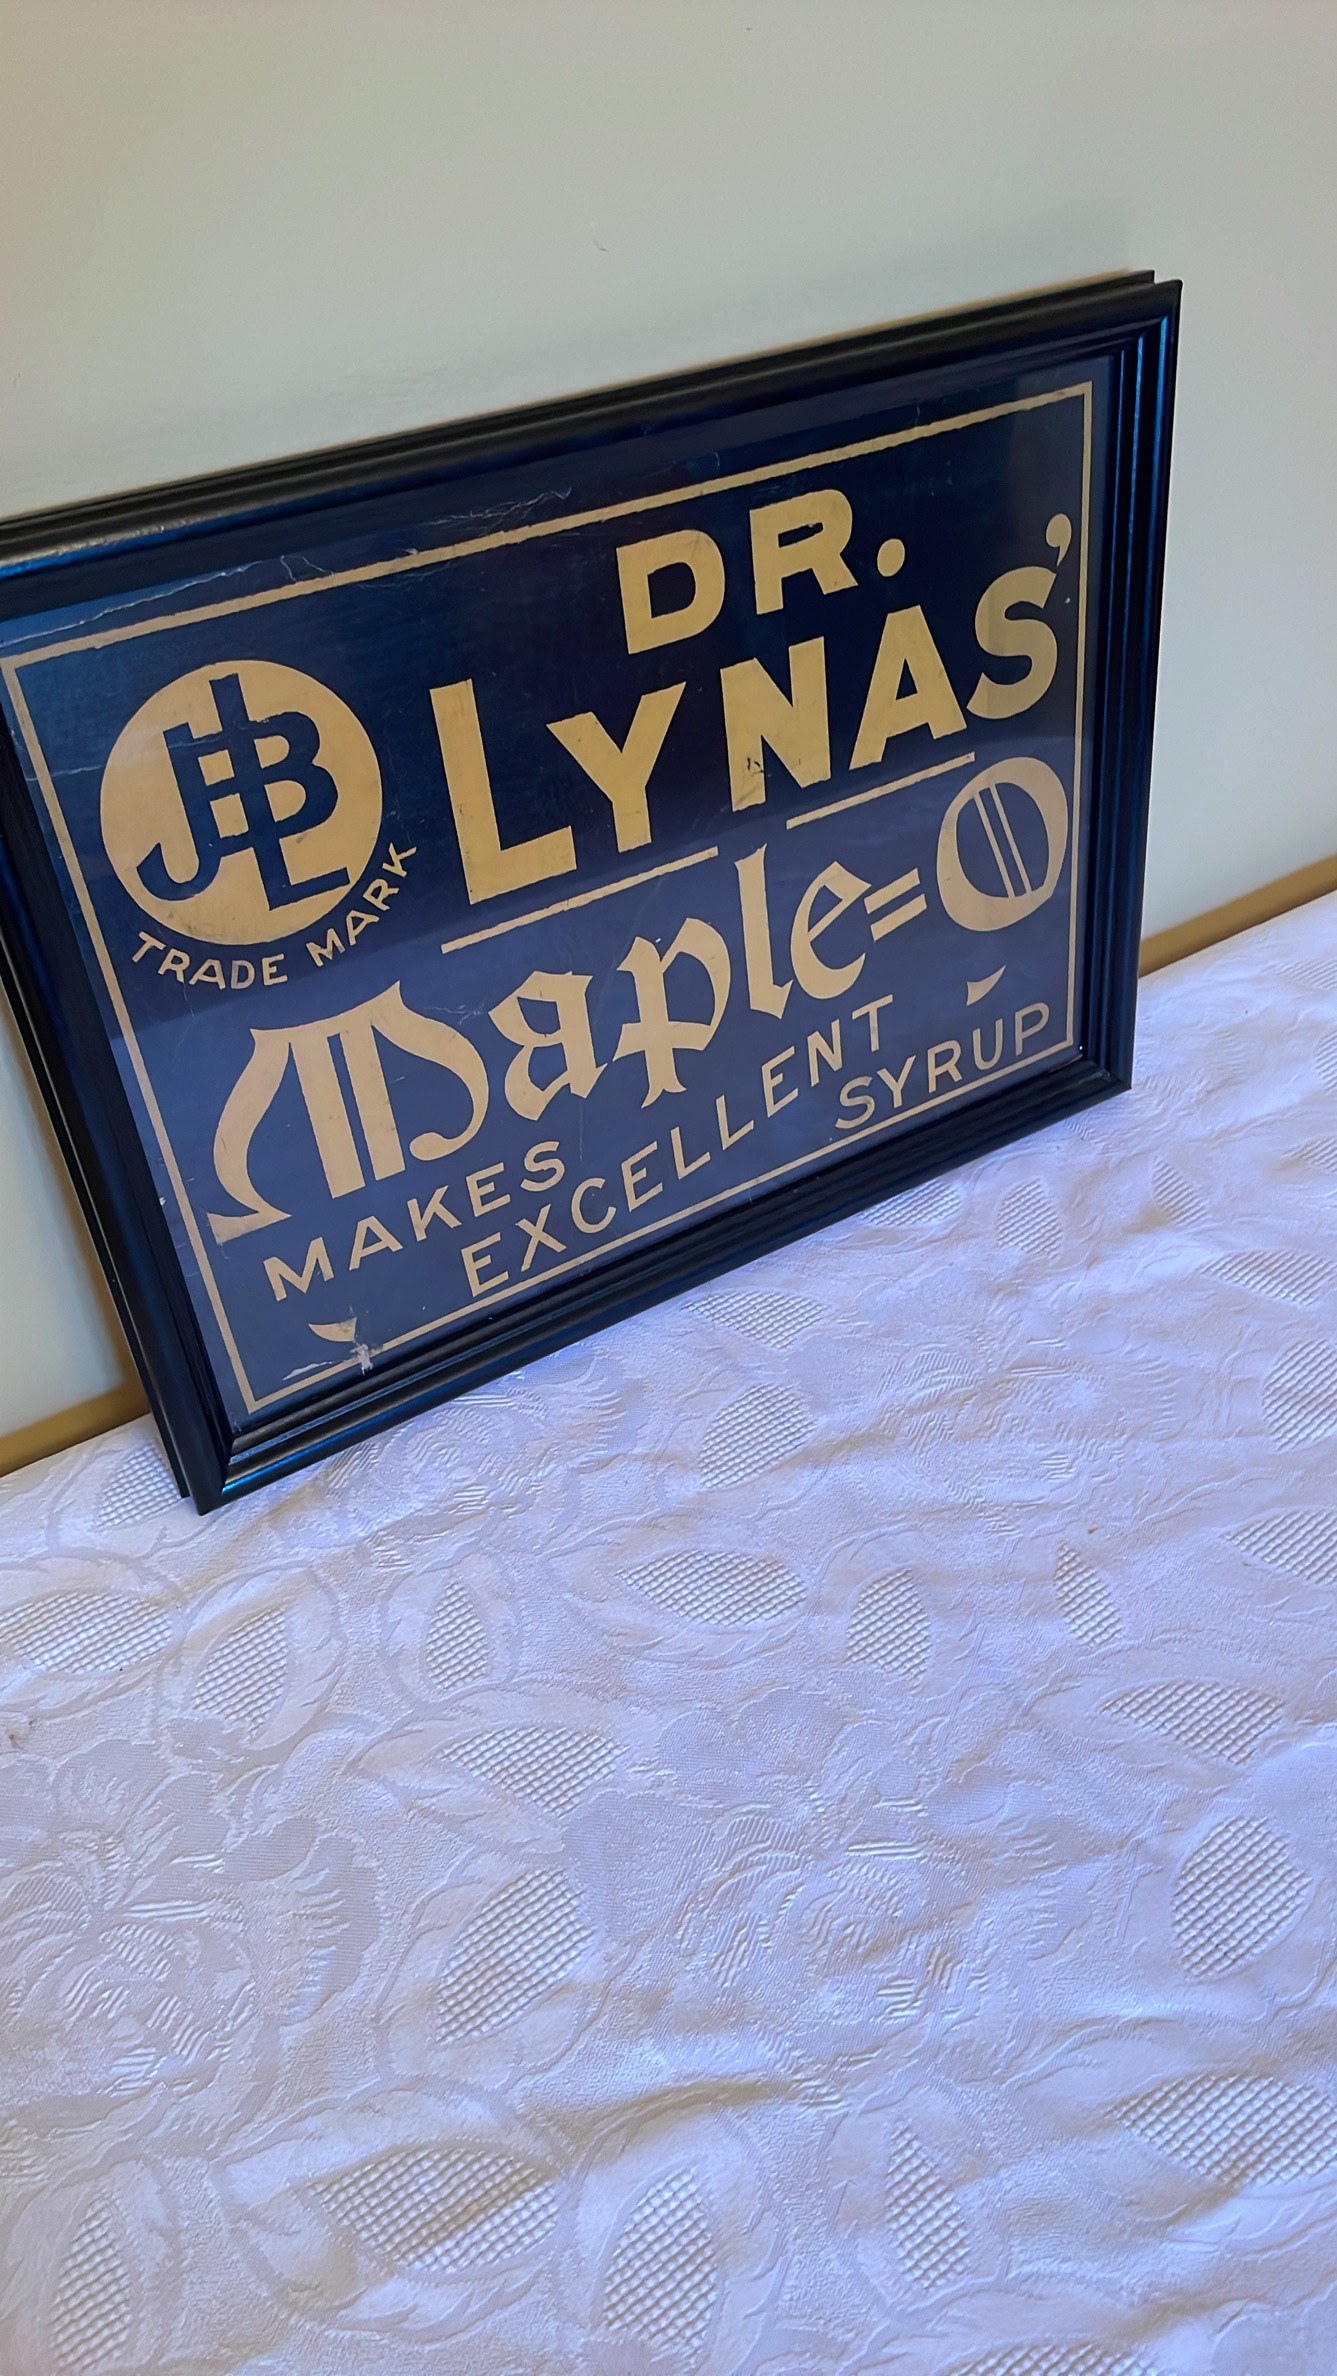 DR.
LYNAS'
JBL
TRADE MARK
Maple=O
MAKES
EXCELLENT
SYRUP